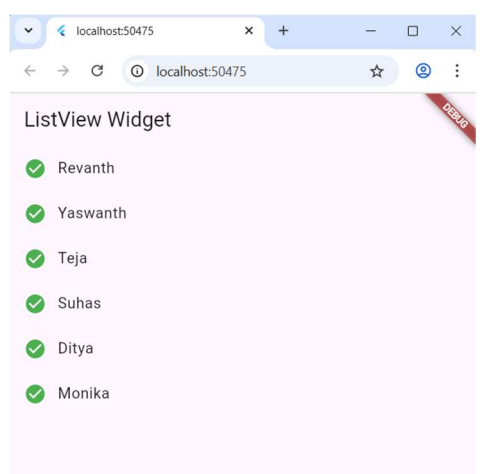 localhost:50475
localhost:50475
ListView Widget
DEBUG
Revanth
Yaswanth
Teja
Suhas
Ditya
Monika